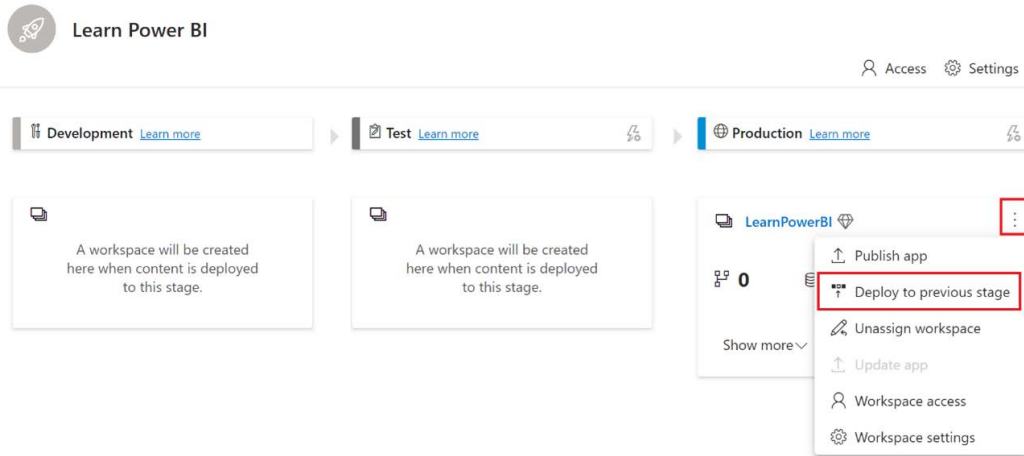 Learn Power BI
Access Settings
Development Learn more
Test Learn more
Production Learn more
A workspace will be created
here when content is deployed
to this stage.
A workspace will be created
here when content is deployed
to this stage.
LearnPowerBI
0
Show more
Publish app
Deploy to previous stage
Unassign workspace
Update app
Workspace access
Workspace settings